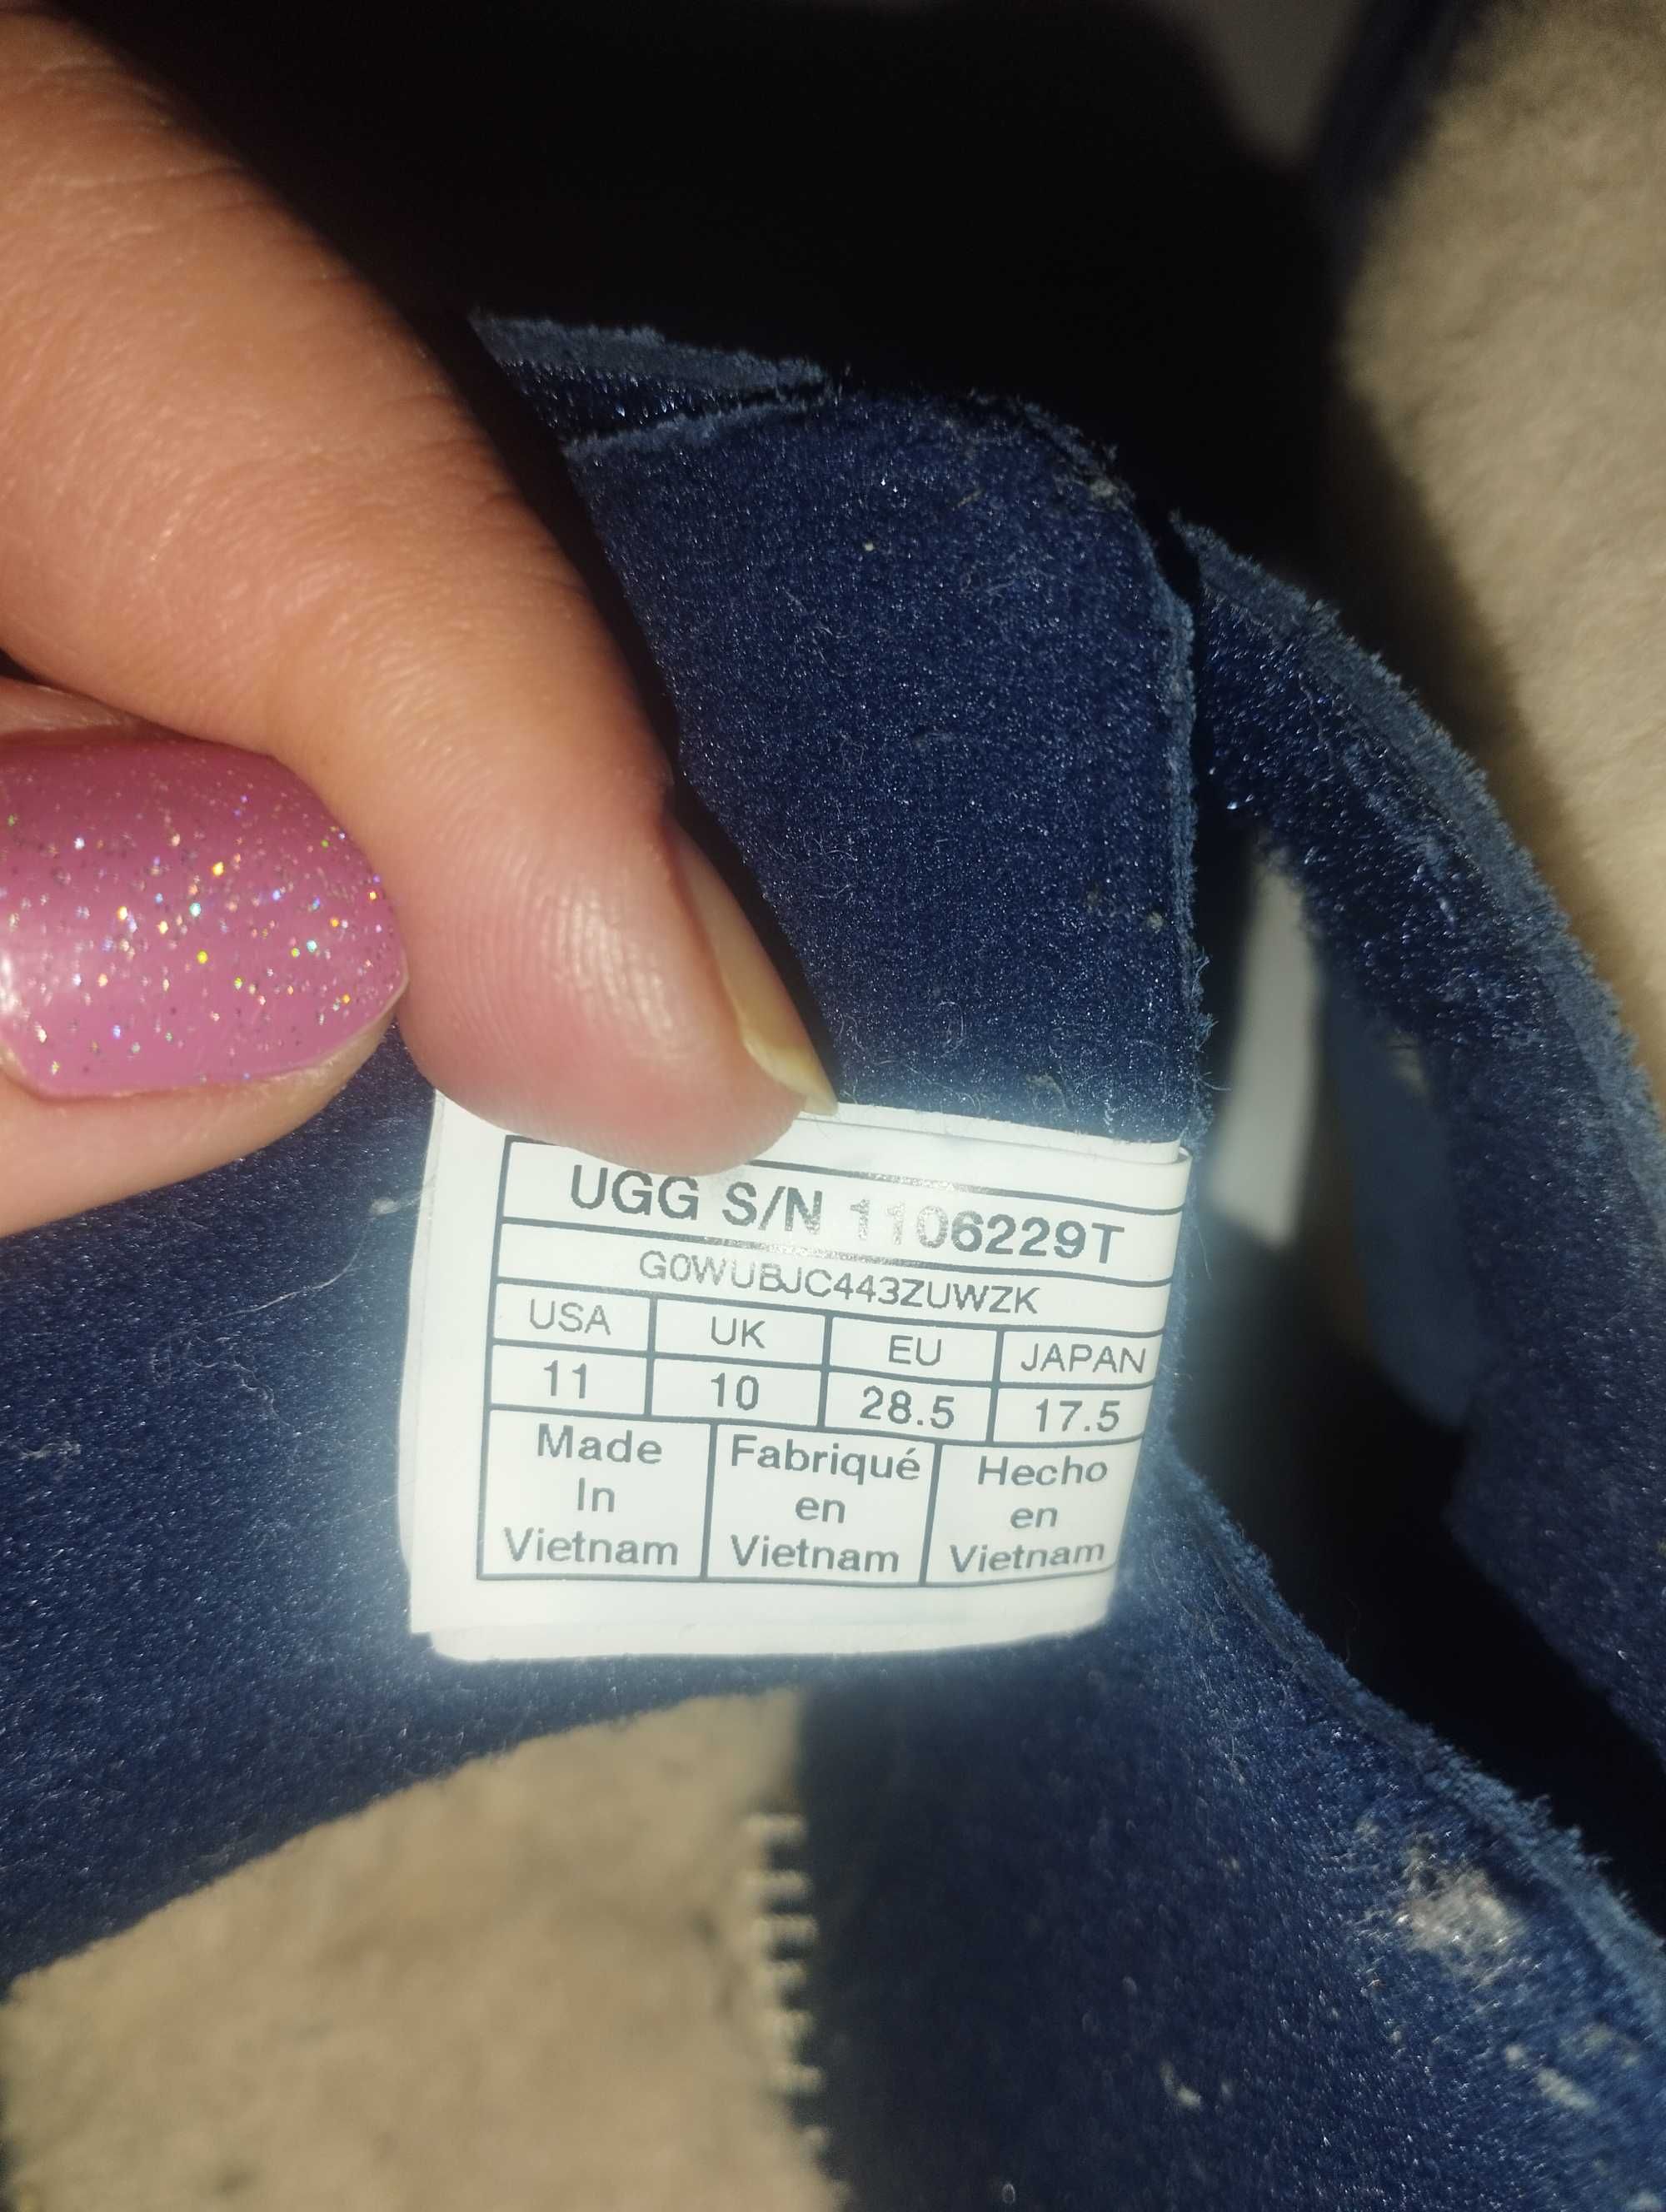 UGG S/N 1106229T
G0WUBJC443ZUWZK
USA UK EU JAPAN
11 10 28.5 17.5
Made In Vietnam
Fabriqué en Vietnam
Hecho en Vietnam